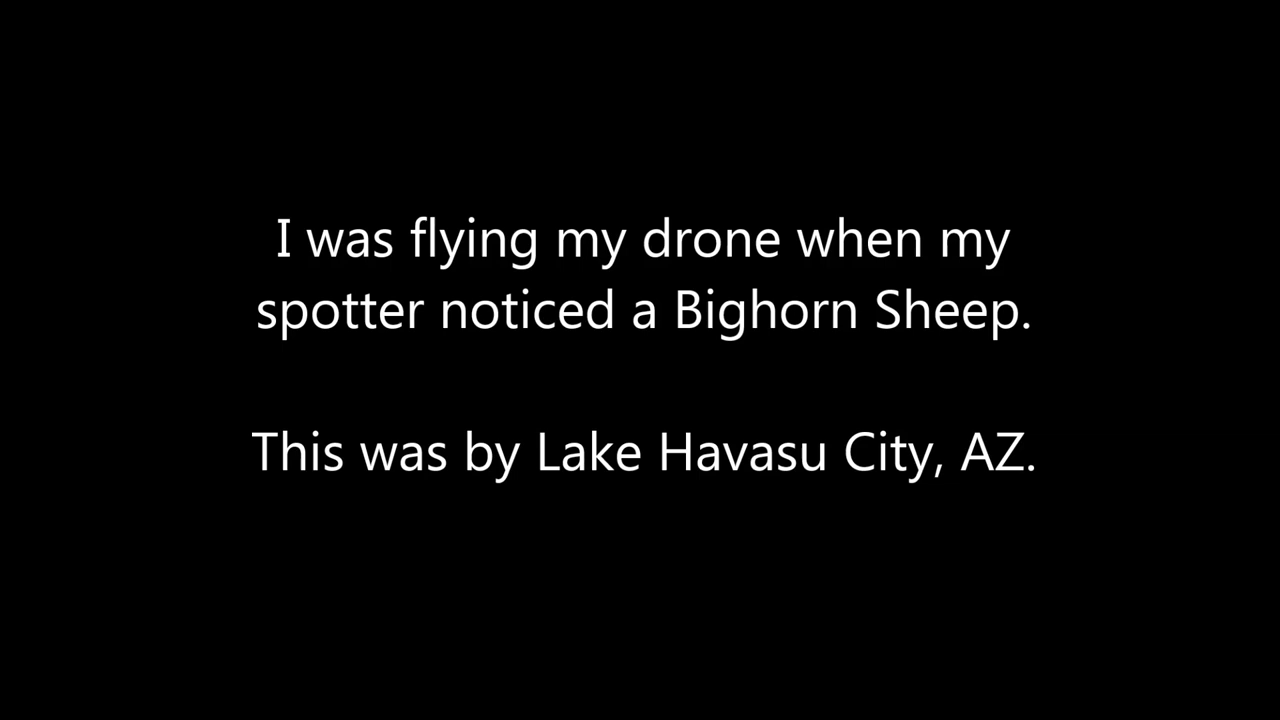 I was flying my drone when my
spotter noticed a Bighorn Sheep.
This was by Lake Havasu City, AZ.